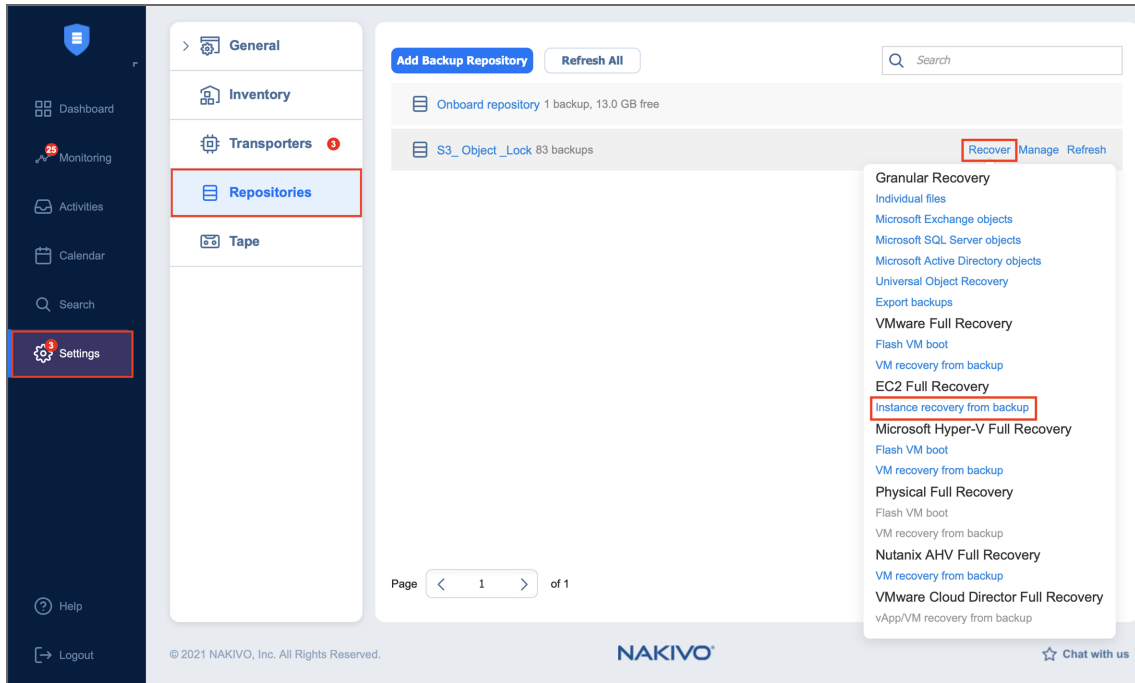 Dashboard
25
Monitoring
Activities
Calendar
Search
3
Settings
Help
Logout
General
Inventory
Transporters 3
Repositories
Tape
Add Backup Repository Refresh All Search
Onboard repository 1 backup, 13.0 GB free
S3_ Object _Lock 83 backups Recover Manage Refresh
Granular Recovery
Individual files
Microsoft Exchange objects
Microsoft SQL Server objects
Microsoft Active Directory objects
Universal Object Recovery
Export backups
VMware Full Recovery
Flash VM boot
VM recovery from backup
EC2 Full Recovery
Instance recovery from backup
Microsoft Hyper-V Full Recovery
Flash VM boot
VM recovery from backup
Physical Full Recovery
Flash VM boot
VM recovery from backup
Nutanix AHV Full Recovery
VM recovery from backup
VMware Cloud Director Full Recovery
vApp/VM recovery from backup
Page 1 of 1
© 2021 NAKIVO, Inc. All Rights Reserved. NAKIVO® Chat with us